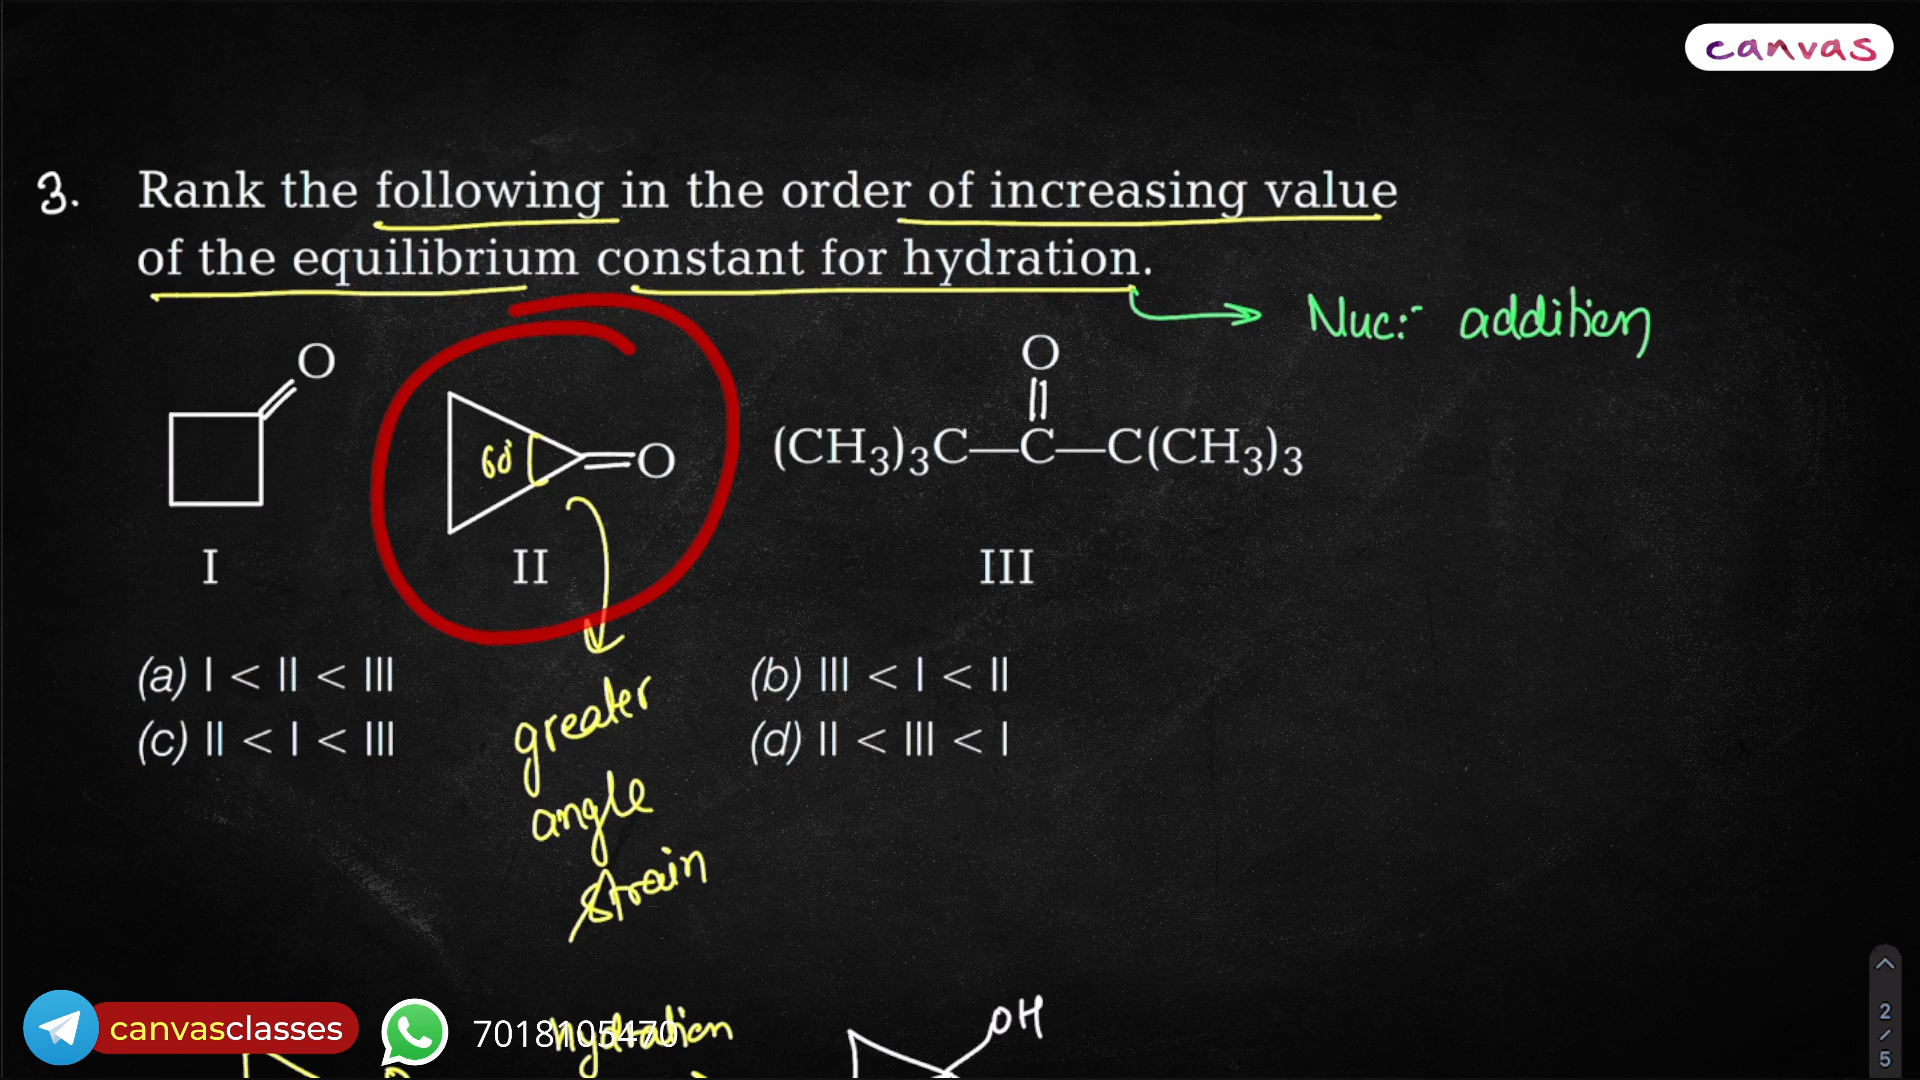 canvas
3. Rank the following in the order of increasing value
of the equilibrium constant for hydration.
Nuc:- addition
O
O
60°
O
(CH3)3C—C—C(CH3)3
I
II
III
(a) I < II < III
(b) III < I < II
(c) II < I < III
(d) II < III < I
greater
angle
strain
canvasclasses
7018105470
hydration
OH
2
/
5